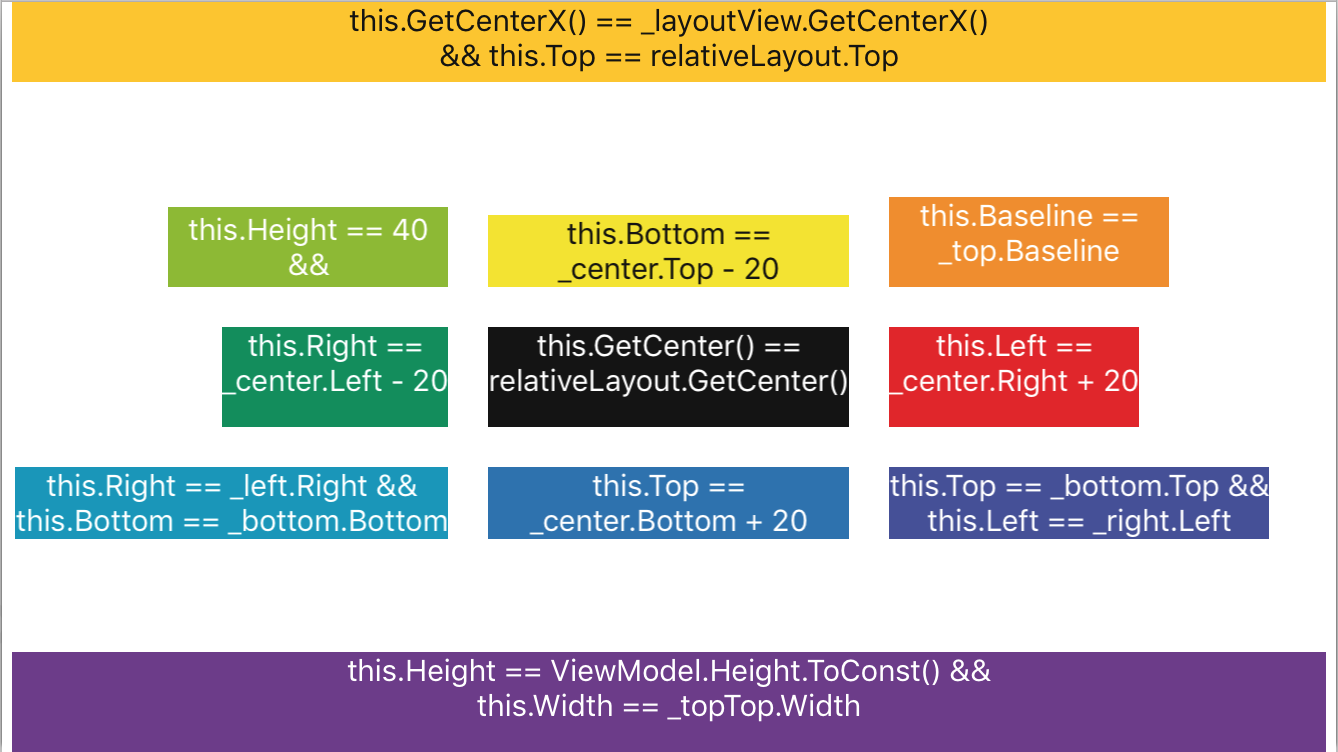 this.GetCenterX() == _layoutView.GetCenterX()
&& this.Top == relativeLayout.Top
this.Height == 40
&&
this.Bottom ==
_center.Top - 20
this.Baseline ==
_top.Baseline
this.Right ==
_center.Left - 20
this.GetCenter() ==
relativeLayout.GetCenter()
this.Left ==
_center.Right + 20
this.Right == _left.Right &&
this.Bottom == _bottom.Bottom
this.Top ==
_center.Bottom + 20
this.Top == _bottom.Top &&
this.Left == _right.Left
this.Height == ViewModel.Height.ToConst() &&
this.Width == _topTop.Width